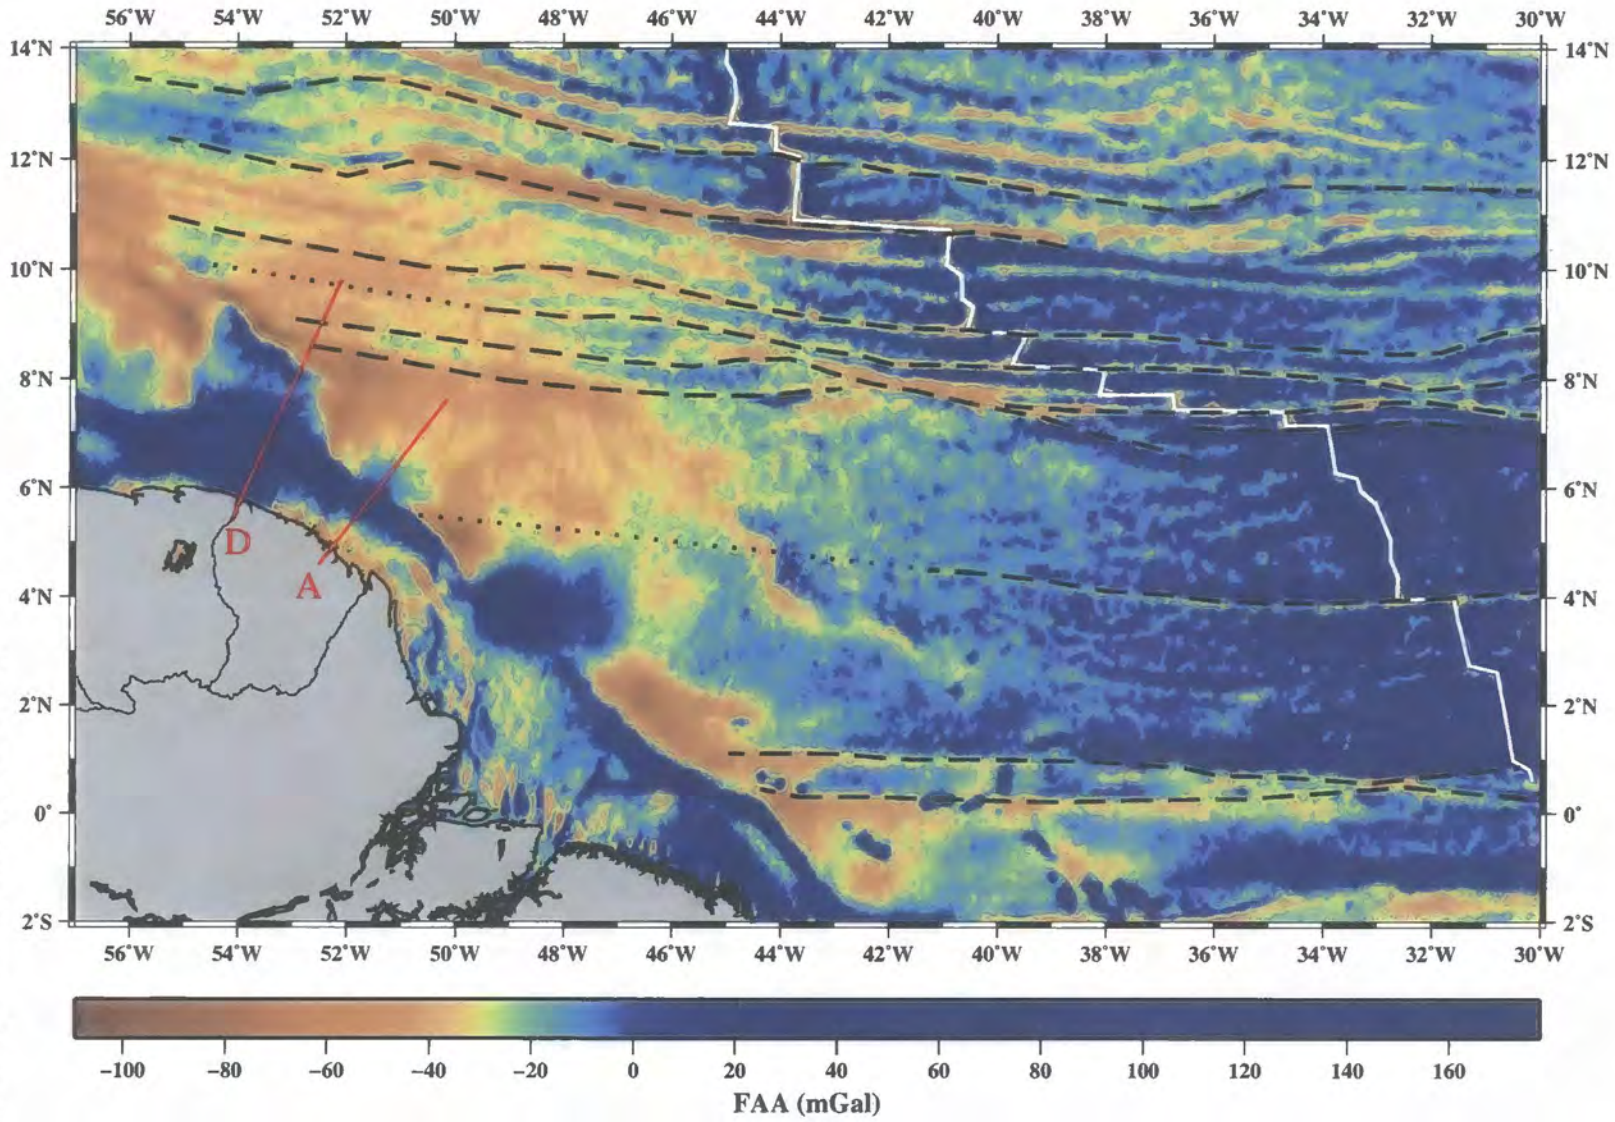 56˚W 54˚W 52˚W 50˚W 48˚W 46˚W 44˚W 42˚W 40˚W 38˚W 36˚W 34˚W 32˚W 30˚W
14˚N 14˚N
12˚N 12˚N
10˚N 10˚N
8˚N 8˚N
6˚N 6˚N
D
A
4˚N 4˚N
2˚N 2˚N
0˚ 0˚
2˚S 2˚S
56˚W 54˚W 52˚W 50˚W 48˚W 46˚W 44˚W 42˚W 40˚W 38˚W 36˚W 34˚W 32˚W 30˚W
−100 −80 −60 −40 −20 0 20 40 60 80 100 120 140 160
FAA (mGal)